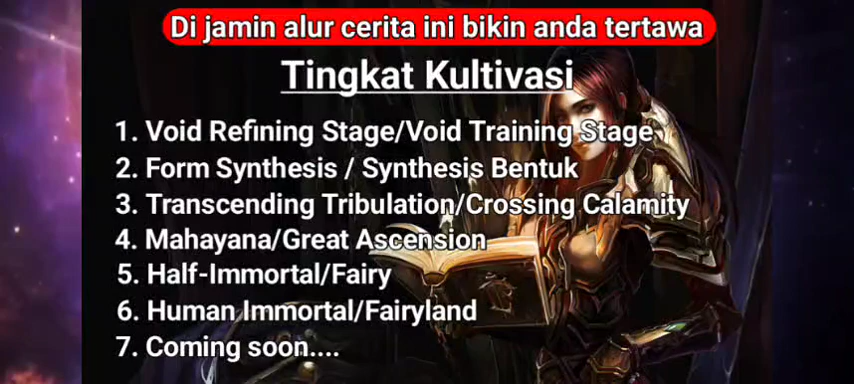 Di jamin alur cerita ini bikin anda tertawa
Tingkat Kultivasi
1. Void Refining Stage/Void Training Stage
2. Form Synthesis / Synthesis Bentuk
3. Transcending Tribulation/Crossing Calamity
4. Mahayana/Great Ascension
5. Half-Immortal/Fairy
6. Human Immortal/Fairyland
7. Coming soon....